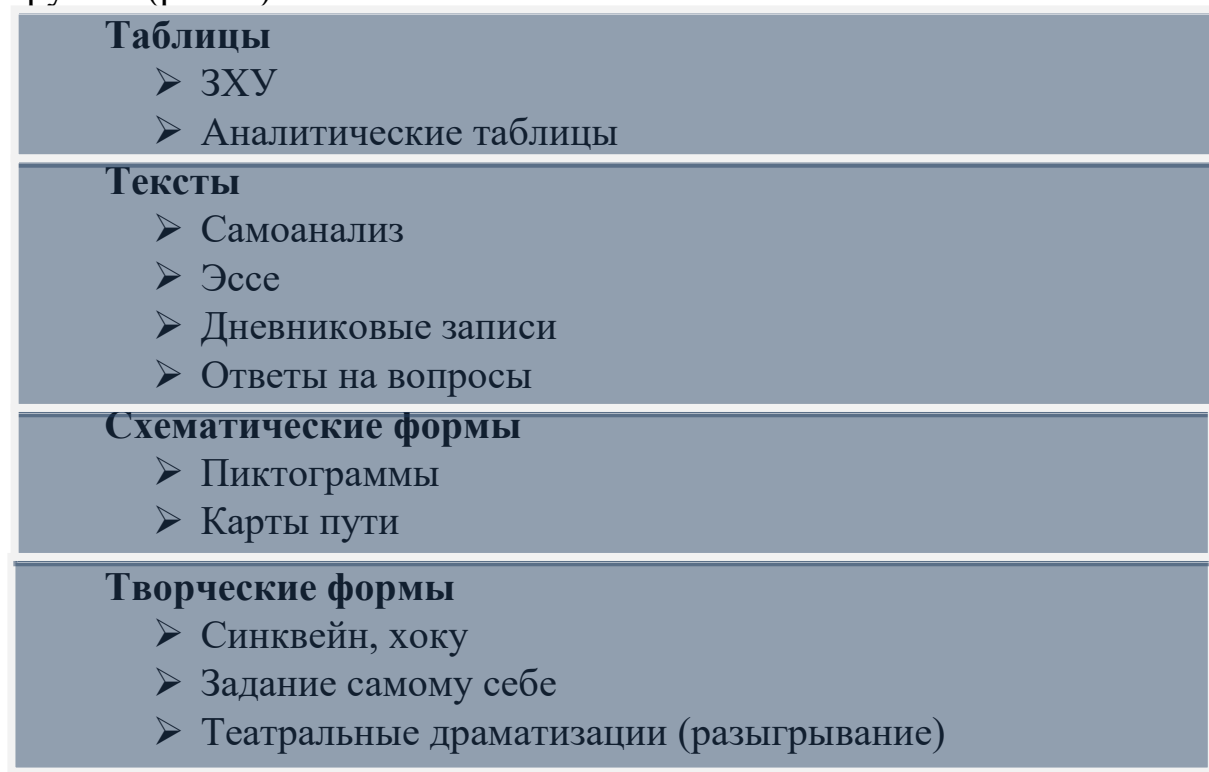 Таблицы
➢ ЗХУ
➢ Аналитические таблицы
Тексты
➢ Самоанализ
➢ Эссе
➢ Дневниковые записи
➢ Ответы на вопросы
Схематические формы
➢ Пиктограммы
➢ Карты пути
Творческие формы
➢ Синквейн, хоку
➢ Задание самому себе
➢ Театральные драматизации (разыгрывание)